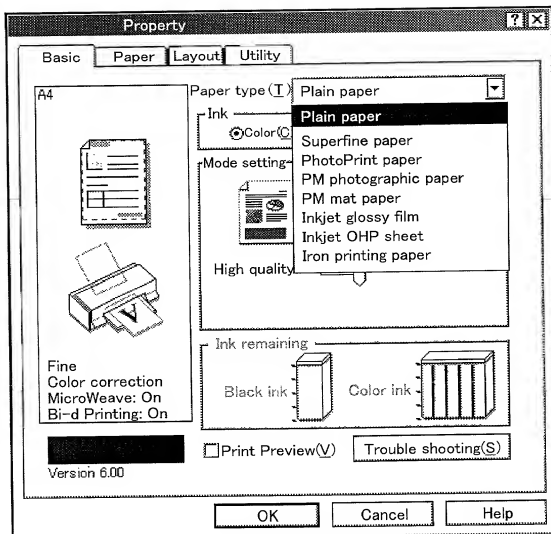 Property
? X
Basic Paper Layout Utility
A4
Paper type(T) Plain paper
Plain paper
Superfine paper
PhotoPrint paper
PM photographic paper
PM mat paper
Inkjet glossy film
Inkjet OHP sheet
Iron printing paper
Ink
Color(C
Mode setting
High quality
Fine
Color correction
MicroWeave: On
Bi-d Printing: On
Ink remaining
Black ink
Color ink
Version 6.00
Print Preview(V)
Trouble shooting(S)
OK Cancel Help